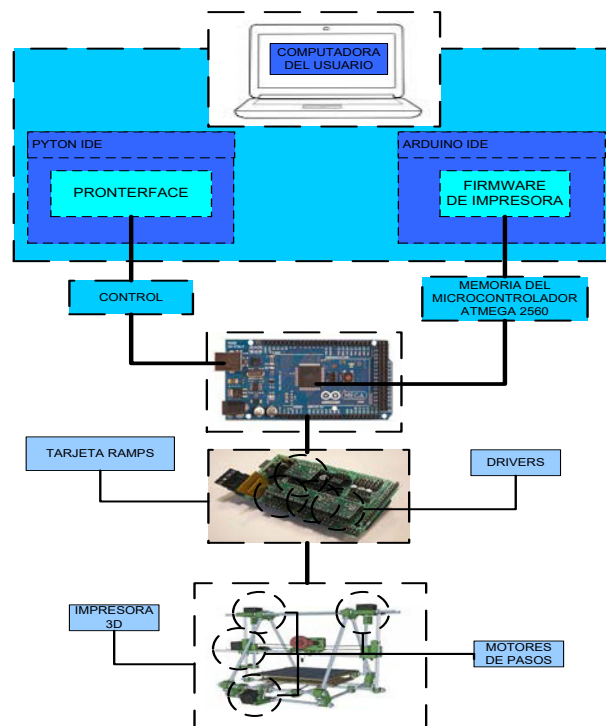 COMPUTADORA
DEL USUARIO
PYTON IDE
PRONTERFACE
ARDUINO IDE
FIRMWARE
DE IMPRESORA
CONTROL
MEMORIA DEL
MICROCONTROLADOR
ATMEGA 2560
MEGA
TARJETA RAMPS
DRIVERS
IMPRESORA
3D
MOTORES
DE PASOS